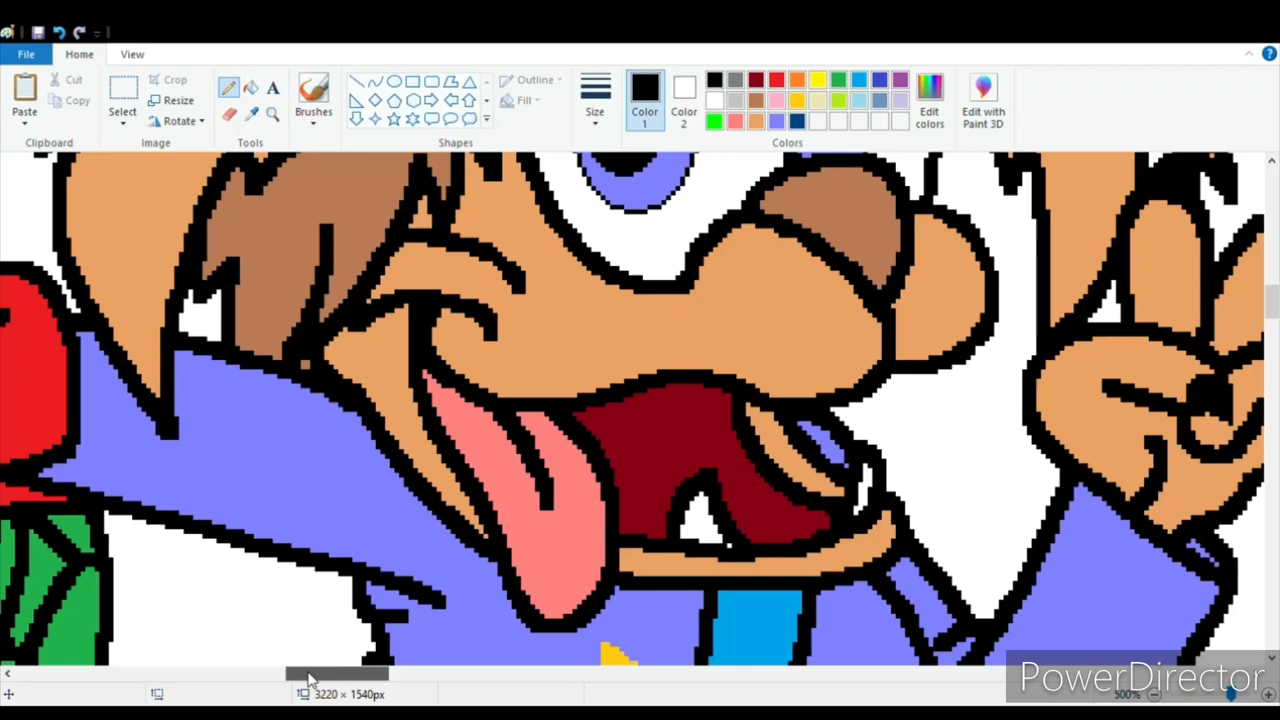 File Home View
Paste Cut Copy
Clipboard
Select Crop Resize Rotate
Image
A
Tools
Brushes
Outline Fill
Shapes
Size
Color 1
Color 2
Edit colors
Colors
Edit with Paint 3D
?
3220 × 1540px
500%
PowerDirector